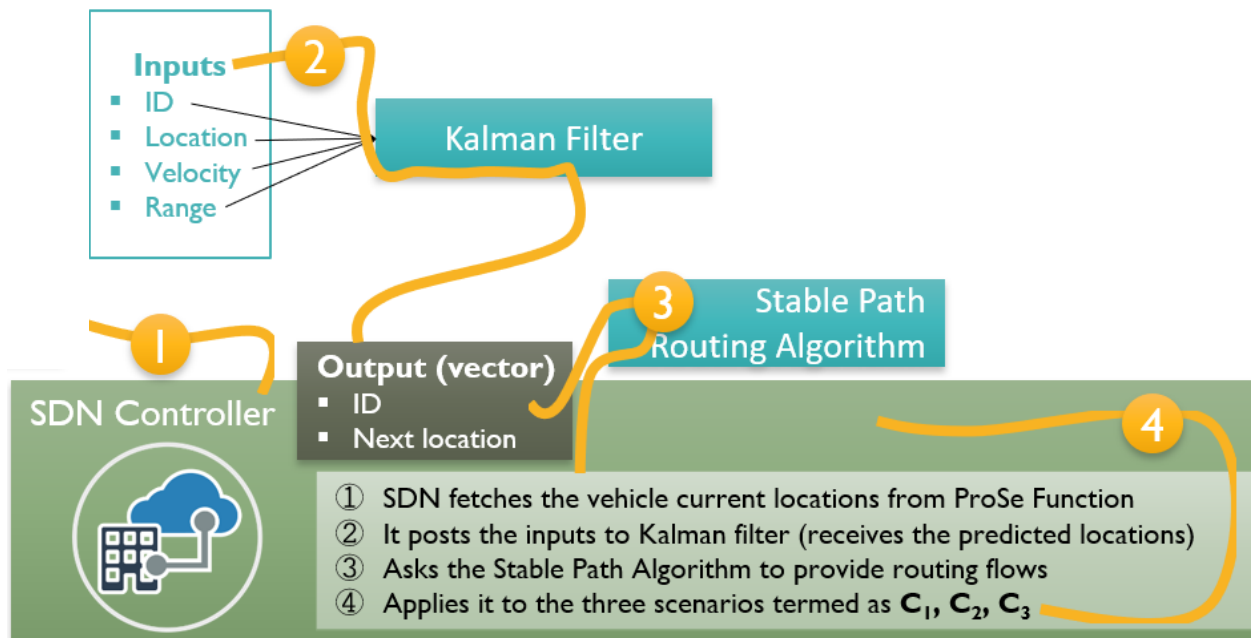 Inputs
▪ ID
▪ Location
▪ Velocity
▪ Range
2
Kalman Filter
1
3
Stable Path
Routing Algorithm
Output (vector)
▪ ID
▪ Next location
SDN Controller
4
① SDN fetches the vehicle current locations from ProSe Function
② It posts the inputs to Kalman filter (receives the predicted locations)
③ Asks the Stable Path Algorithm to provide routing flows
④ Applies it to the three scenarios termed as C₁, C₂, C₃